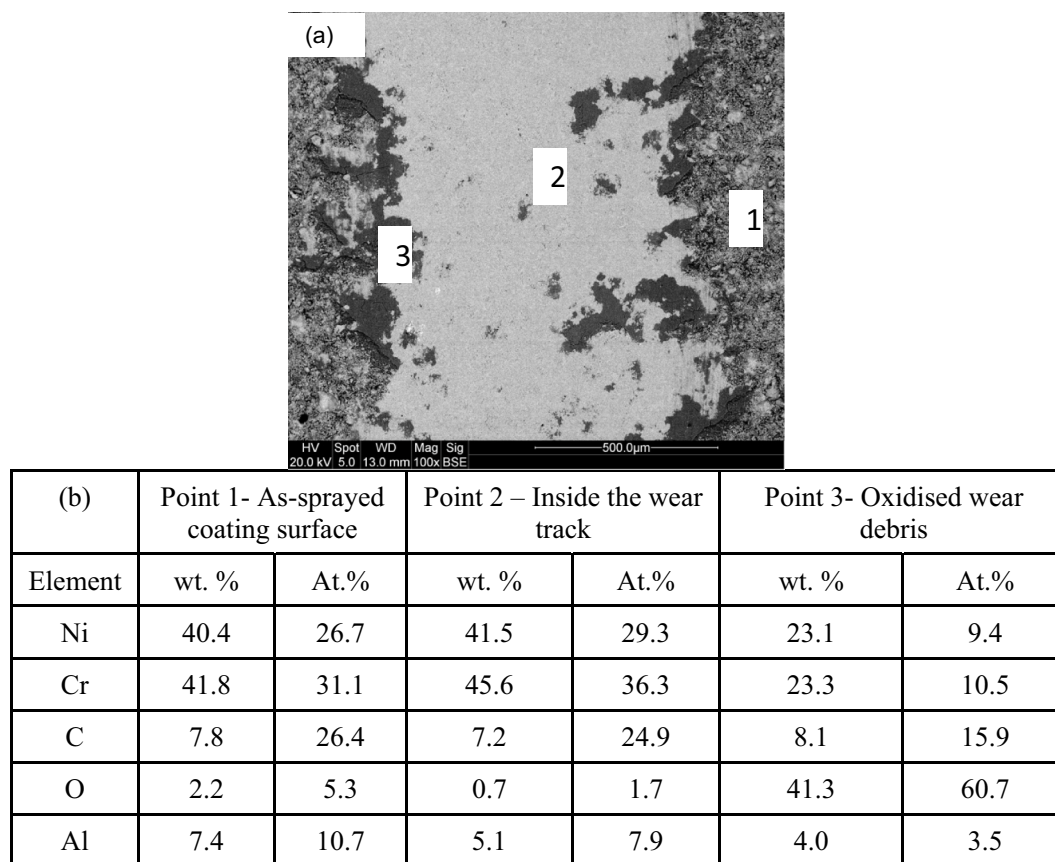 (a)
2
1
3
HV Spot WD Mag Sig
20.0 kV 5.0 13.0 mm 100x BSE
500.0µm
(b) Point 1- As-sprayed coating surface Point 2 – Inside the wear track Point 3- Oxidised wear debris
Element wt. % At.% wt. % At.% wt. % At.%
Ni 40.4 26.7 41.5 29.3 23.1 9.4
Cr 41.8 31.1 45.6 36.3 23.3 10.5
C 7.8 26.4 7.2 24.9 8.1 15.9
O 2.2 5.3 0.7 1.7 41.3 60.7
Al 7.4 10.7 5.1 7.9 4.0 3.5